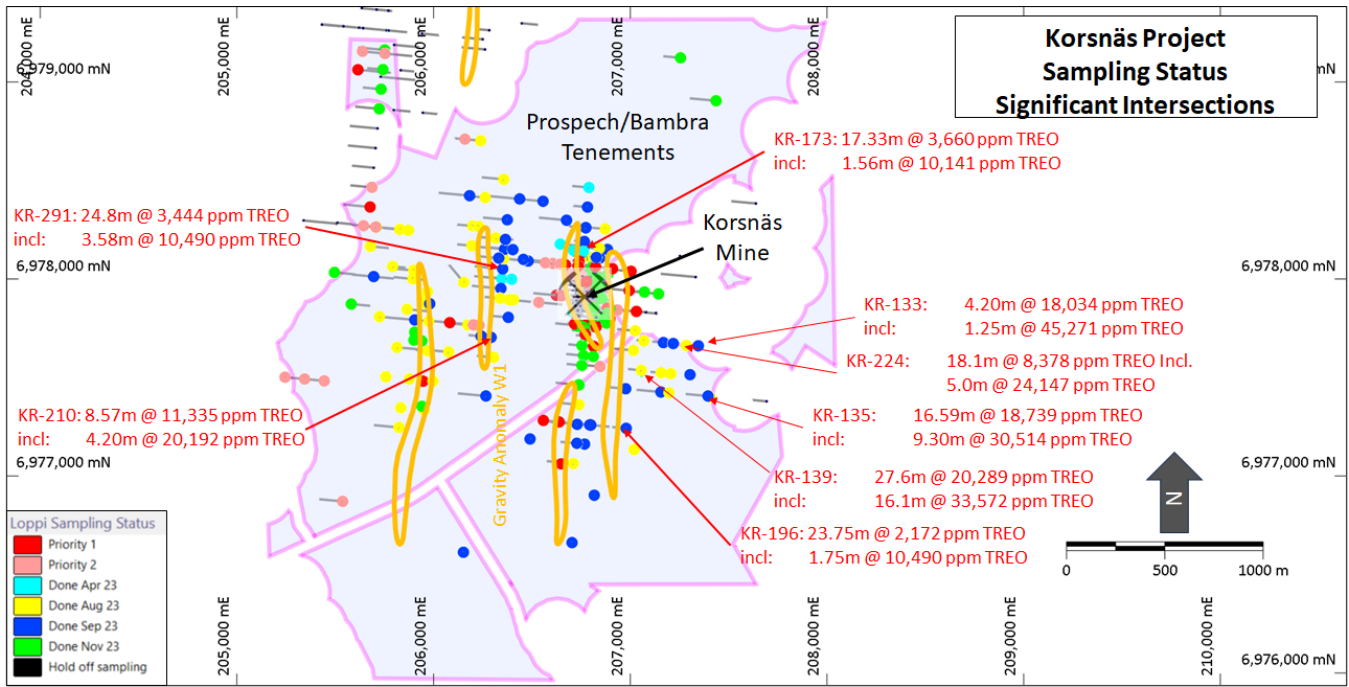 Korsnäs Project
Sampling Status
Significant Intersections
204,000 mE
205,000 mE
206,000 mE
207,000 mE
208,000 mE
6,979,000 mN
mN
Prospech/Bambra
Tenements
KR-173: 17.33m @ 3,660 ppm TREO
incl: 1.56m @ 10,141 ppm TREO
KR-291: 24.8m @ 3,444 ppm TREO
incl: 3.58m @ 10,490 ppm TREO
Korsnäs
Mine
6,978,000 mN
6,978,000 mN
KR-133: 4.20m @ 18,034 ppm TREO
incl: 1.25m @ 45,271 ppm TREO
KR-224: 18.1m @ 8,378 ppm TREO Incl.
5.0m @ 24,147 ppm TREO
KR-210: 8.57m @ 11,335 ppm TREO
incl: 4.20m @ 20,192 ppm TREO
KR-135: 16.59m @ 18,739 ppm TREO
incl: 9.30m @ 30,514 ppm TREO
Gravity Anomaly W1
6,977,000 mN
6,977,000 mN
KR-139: 27.6m @ 20,289 ppm TREO
incl: 16.1m @ 33,572 ppm TREO
KR-196: 23.75m @ 2,172 ppm TREO
incl: 1.75m @ 10,490 ppm TREO
N
0 500 1000 m
Loppi Sampling Status
Priority 1
Priority 2
Done Apr 23
Done Aug 23
Done Sep 23
Done Nov 23
Hold off sampling
205,000 mE
206,000 mE
207,000 mE
208,000 mE
209,000 mE
210,000 mE
6,976,000 mN